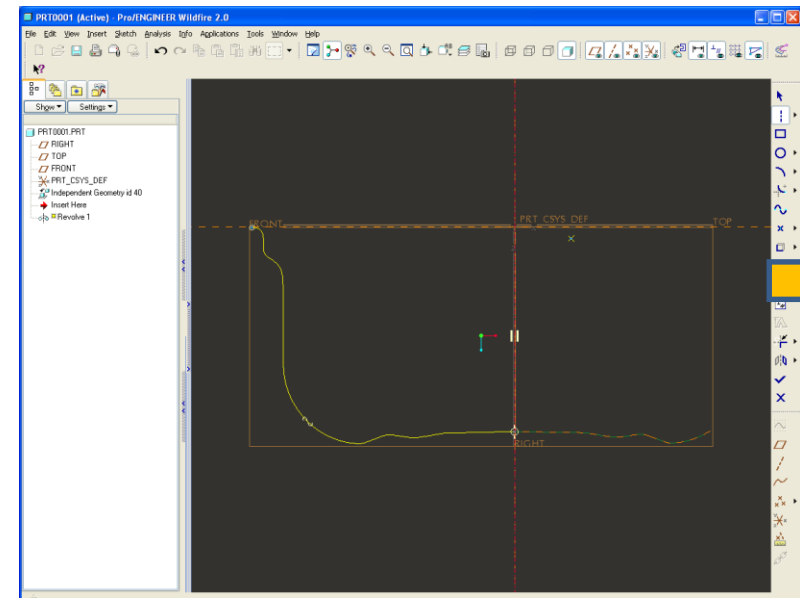 PRT0001 (Active) - Pro/ENGINEER Wildfire 2.0
File Edit View Insert Sketch Analysis Info Applications Tools Window Help
Show Settings
PRT0001.PRT
RIGHT
TOP
FRONT
PRT_CSYS_DEF
Independent Geometry id 40
Insert Here
Revolve 1
FRONT
PRT_CSYS_DEF
TOP
RIGHT